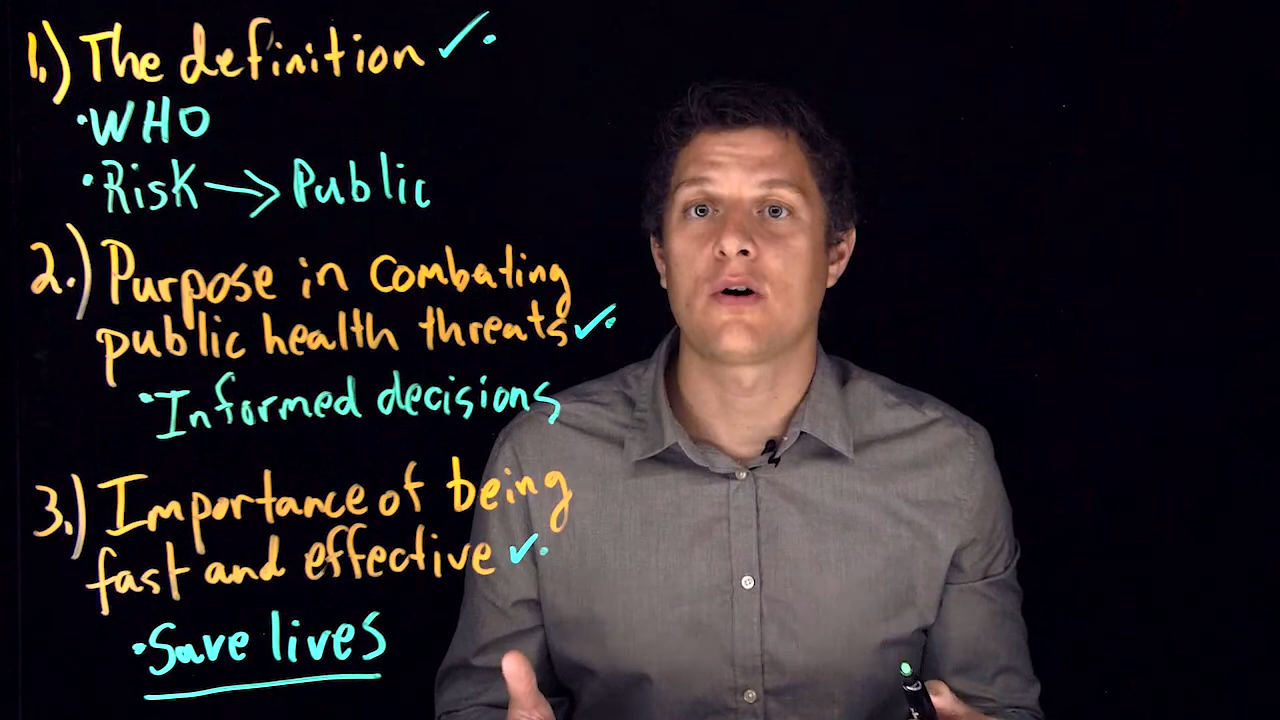 1.) The definition ✓.
• WHO
• Risk → Public
2.) Purpose in combating
public health threats ✓.
• Informed decisions
3.) Importance of being
fast and effective ✓.
• Save lives